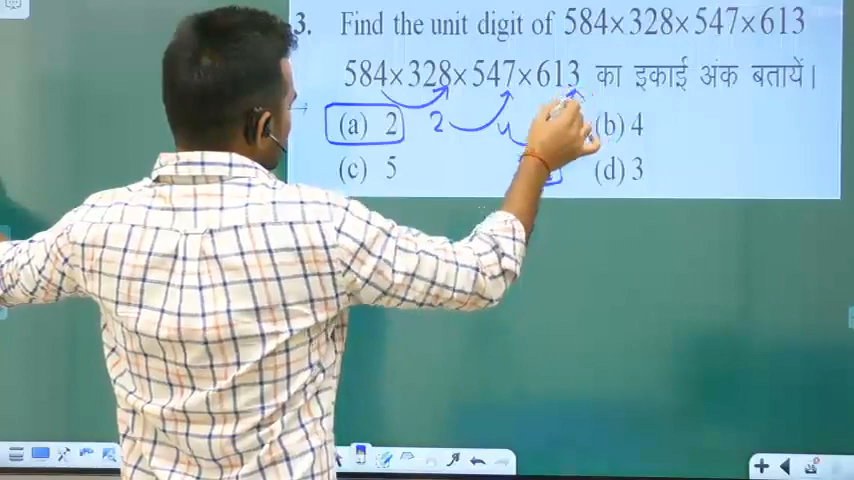 3. Find the unit digit of 584×328×547×613
584×328×547×613 का इकाई अंक बतायें।
(a) 2 2 4 (b) 4
(c) 5 (d) 3